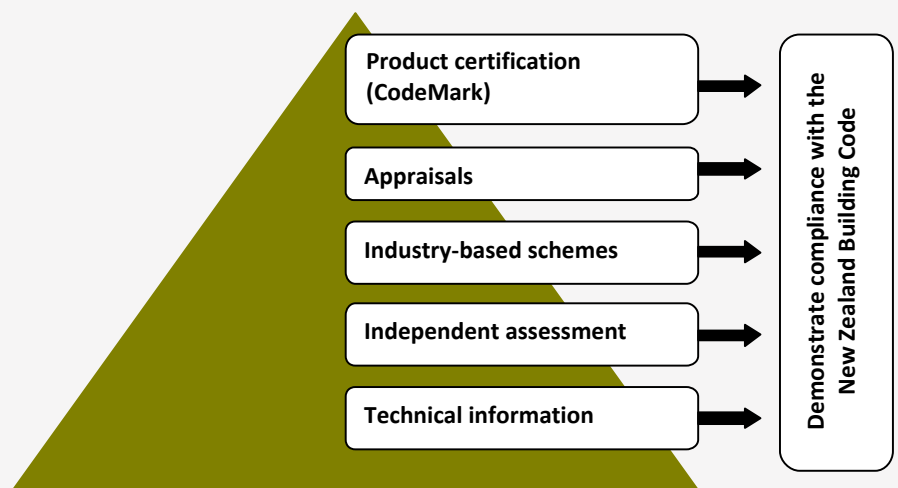 Product certification
(CodeMark)
Appraisals
Industry-based schemes
Independent assessment
Technical information
Demonstrate compliance with the
New Zealand Building Code